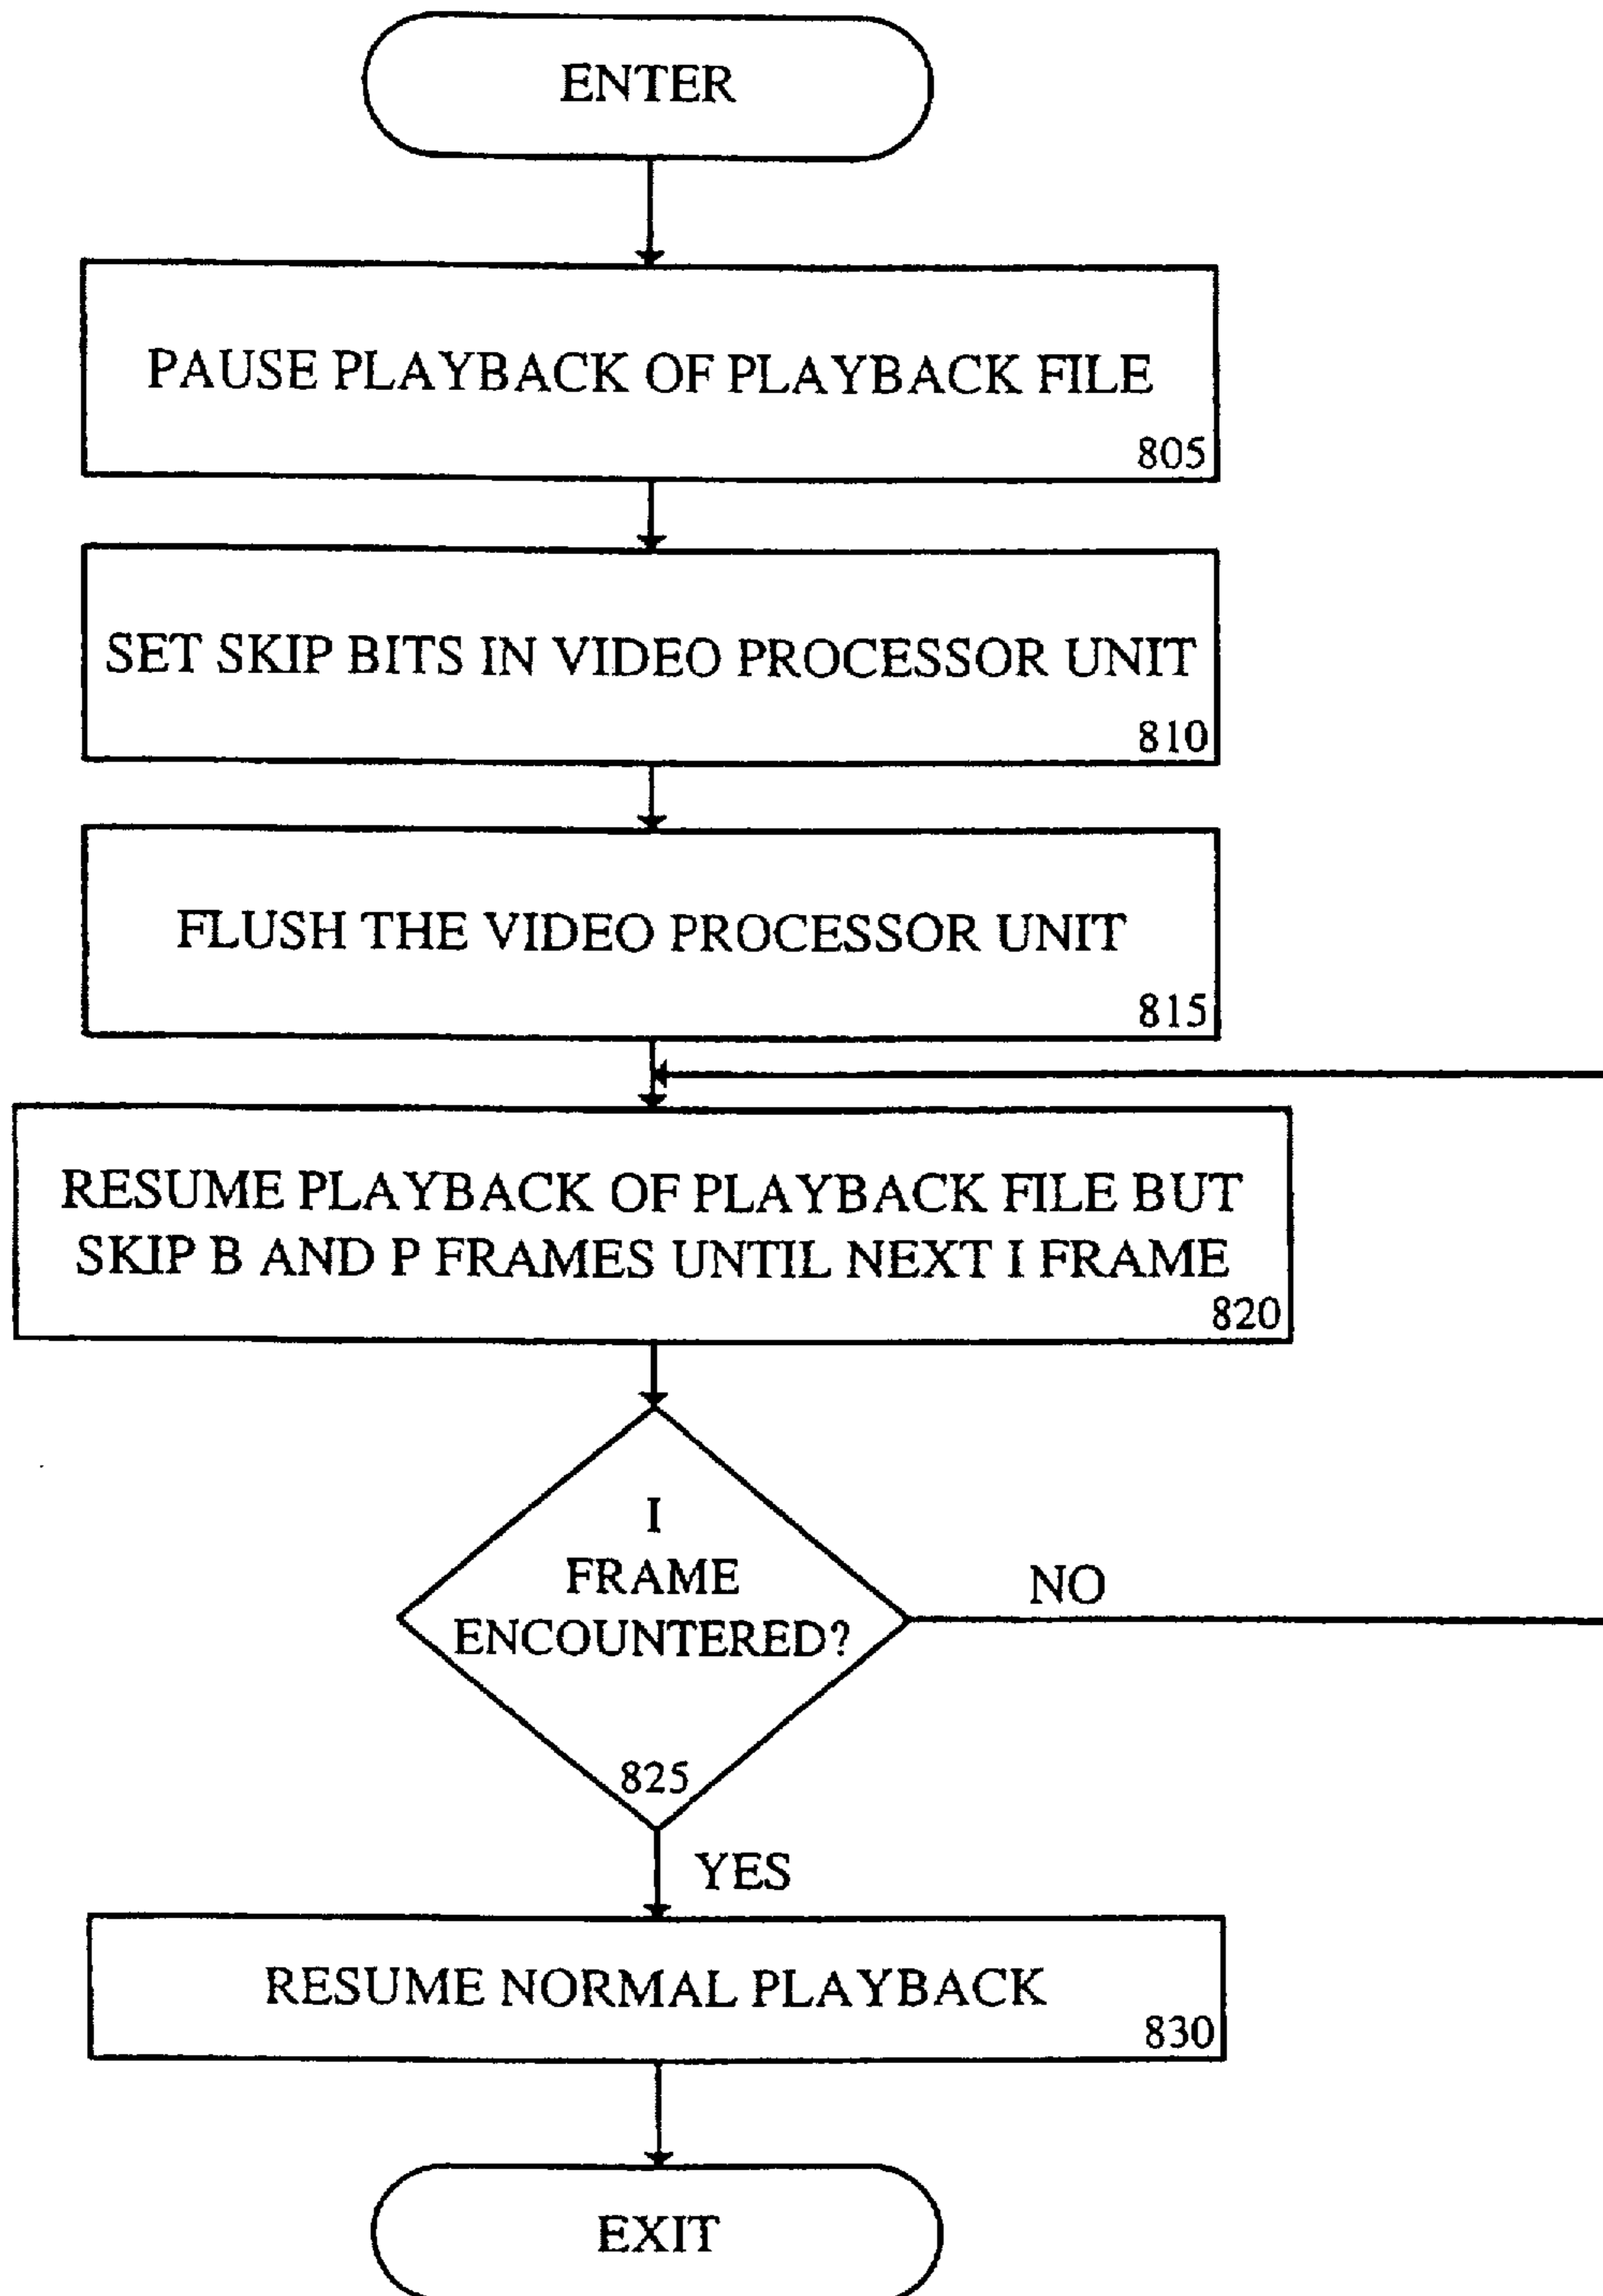 ENTER
PAUSE PLAYBACK OF PLAYBACK FILE
805
SET SKIP BITS IN VIDEO PROCESSOR UNIT
810
FLUSH THE VIDEO PROCESSOR UNIT
815
RESUME PLAYBACK OF PLAYBACK FILE BUT
SKIP B AND P FRAMES UNTIL NEXT I FRAME
820
I
FRAME
ENCOUNTERED?
NO
825
YES
RESUME NORMAL PLAYBACK
830
EXIT